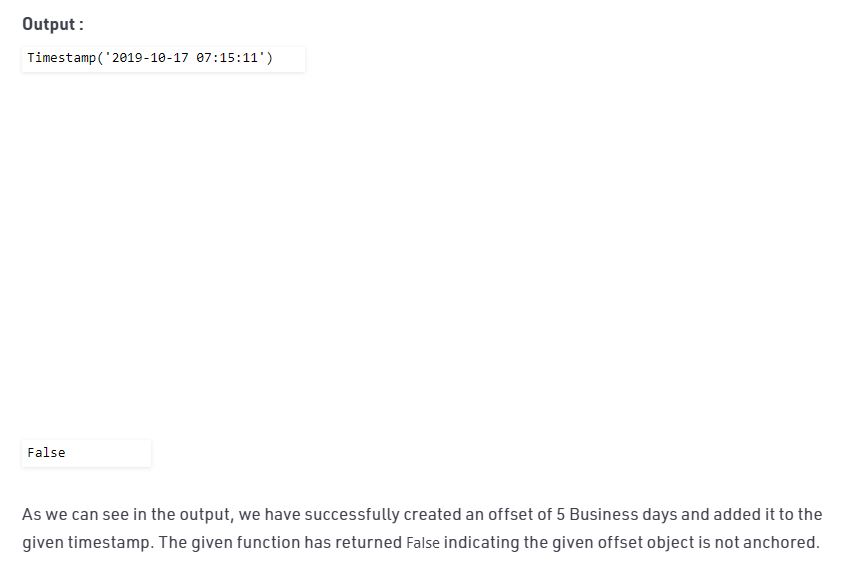 Output :
Timestamp('2019-10-17 07:15:11')
False
As we can see in the output, we have successfully created an offset of 5 Business days and added it to the
given timestamp. The given function has returned False indicating the given offset object is not anchored.